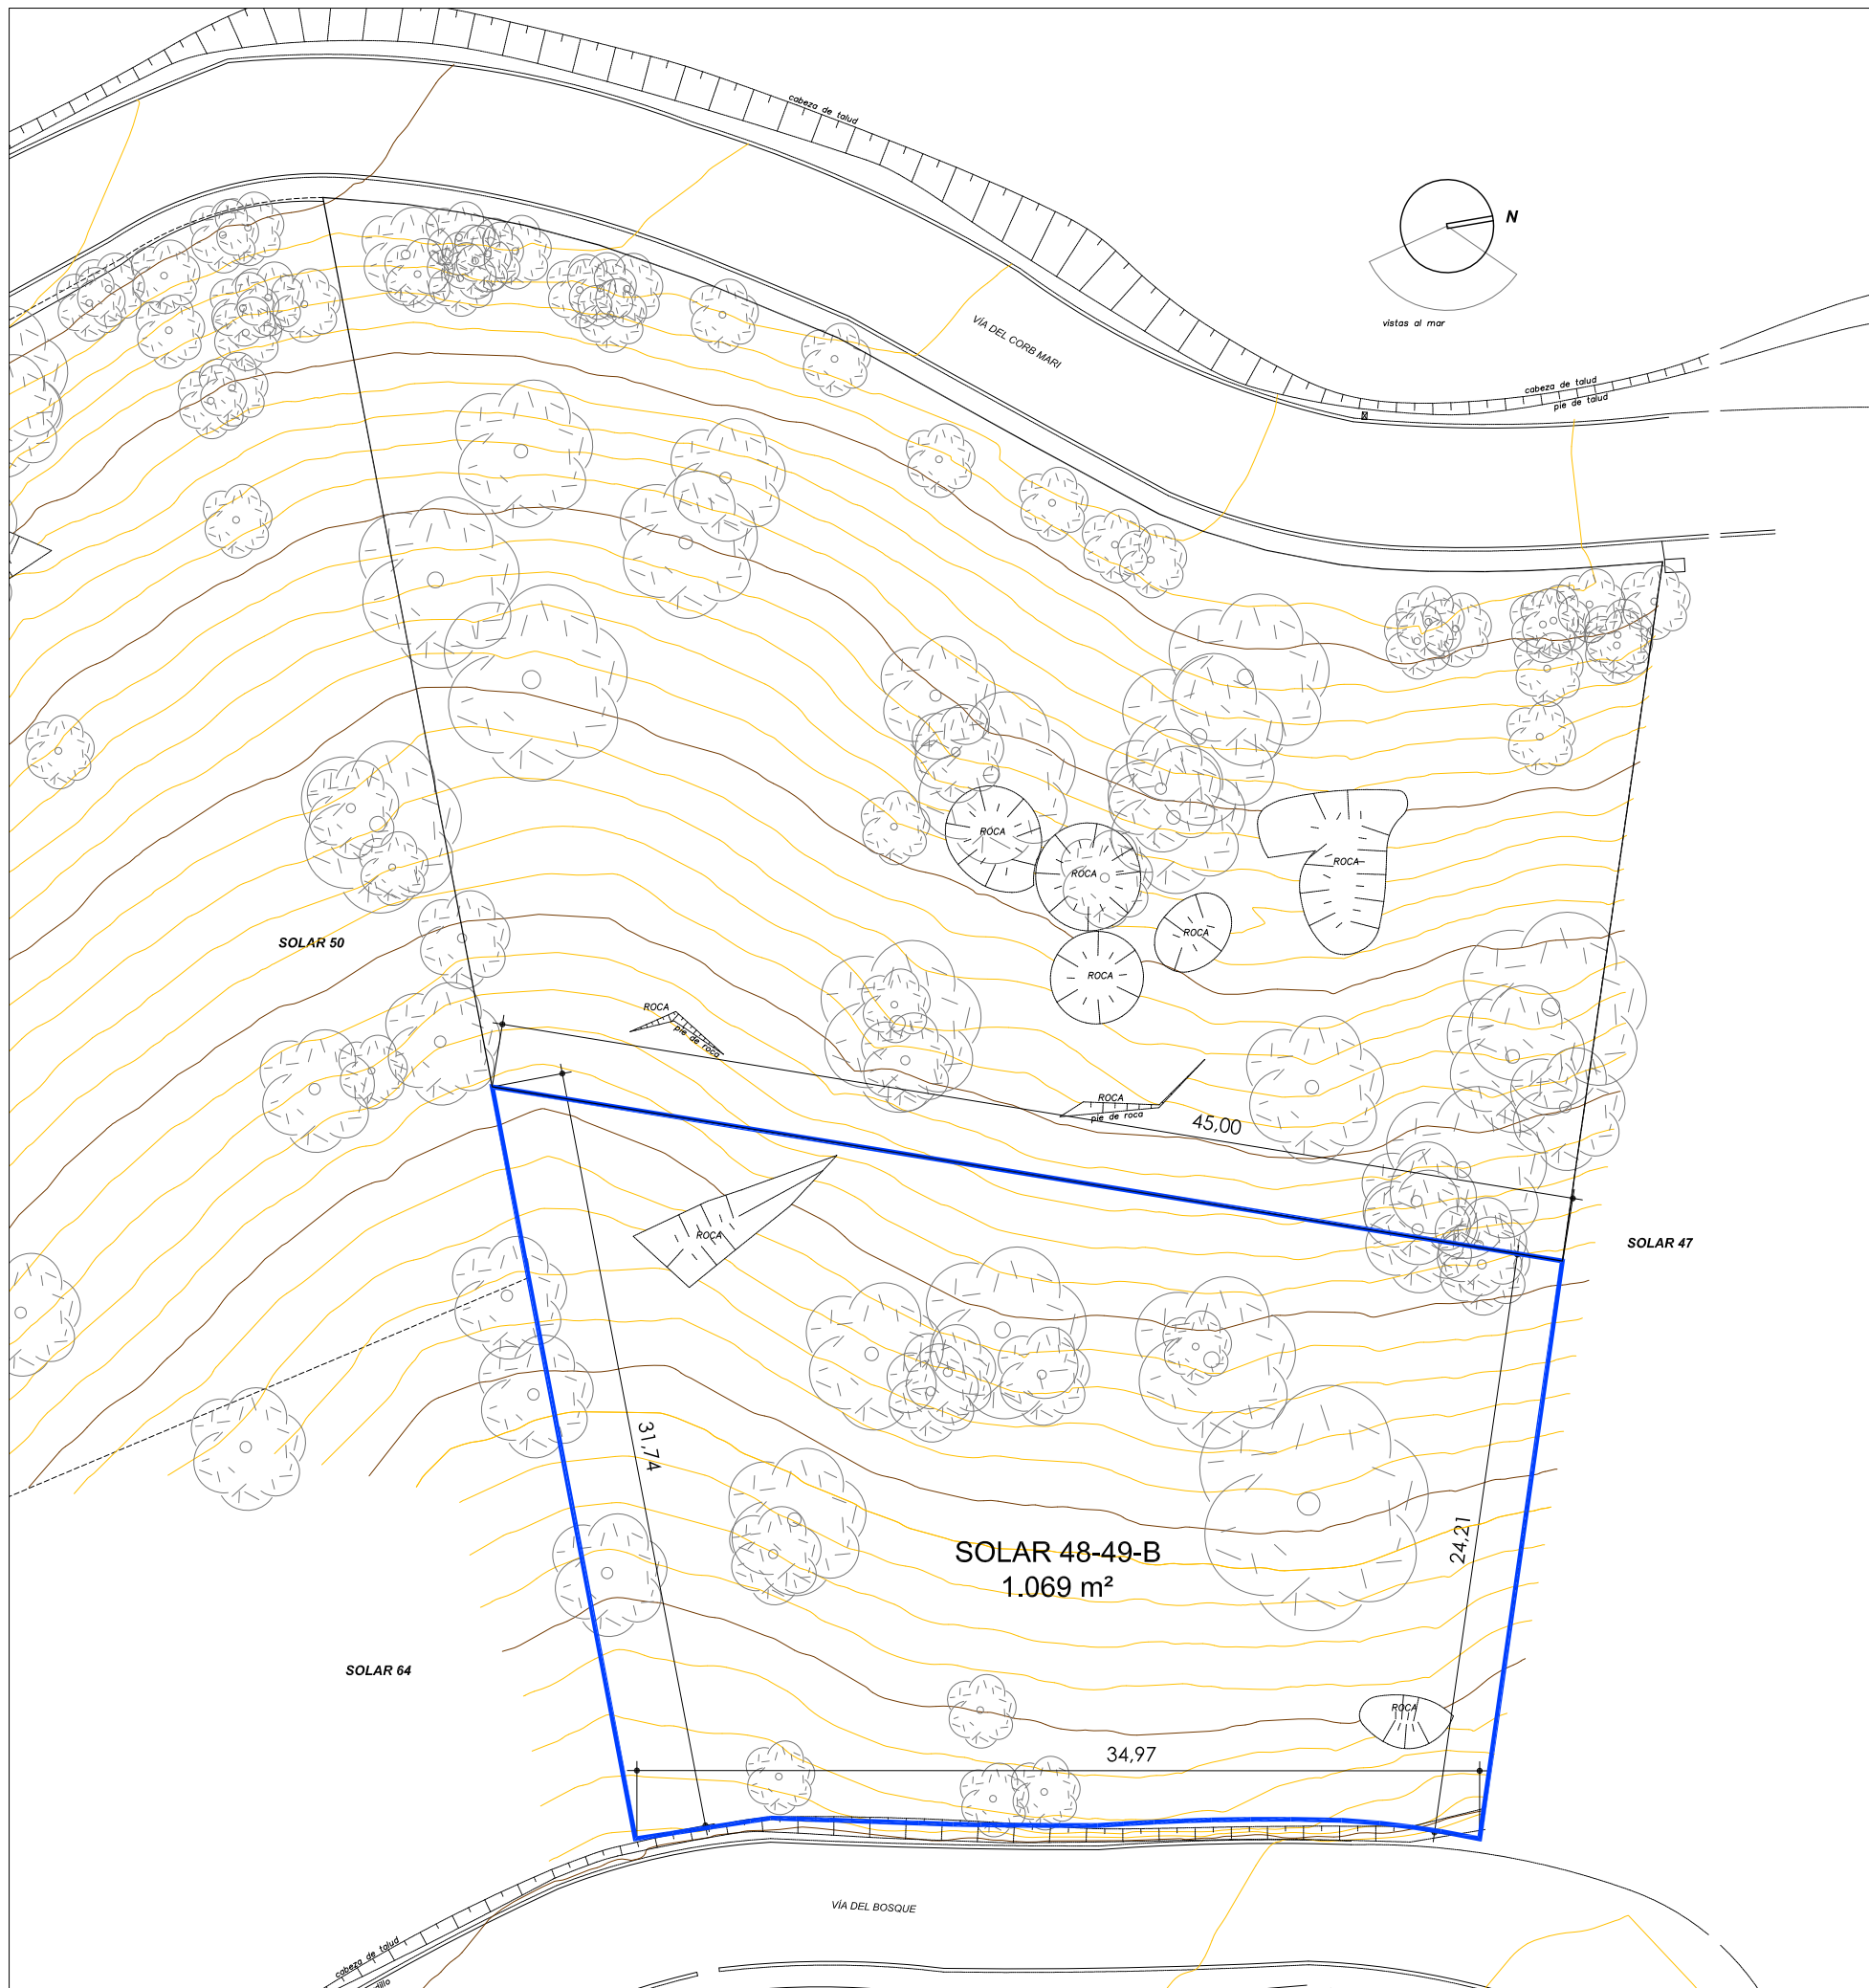 cabeza de talud
N
vistas al mar
VÍA DEL CORB MARI
cabeza de talud
pie de talud
ROCA
ROCA
ROCA
ROCA
ROCA
SOLAR 50
ROCA
pie de roca
ROCA
pie de roca
45,00
ROCA
SOLAR 47
31,74
24,21
SOLAR 48-49-B
1.069 m²
SOLAR 64
ROCA
34,97
VÍA DEL BOSQUE
cabeza de talud